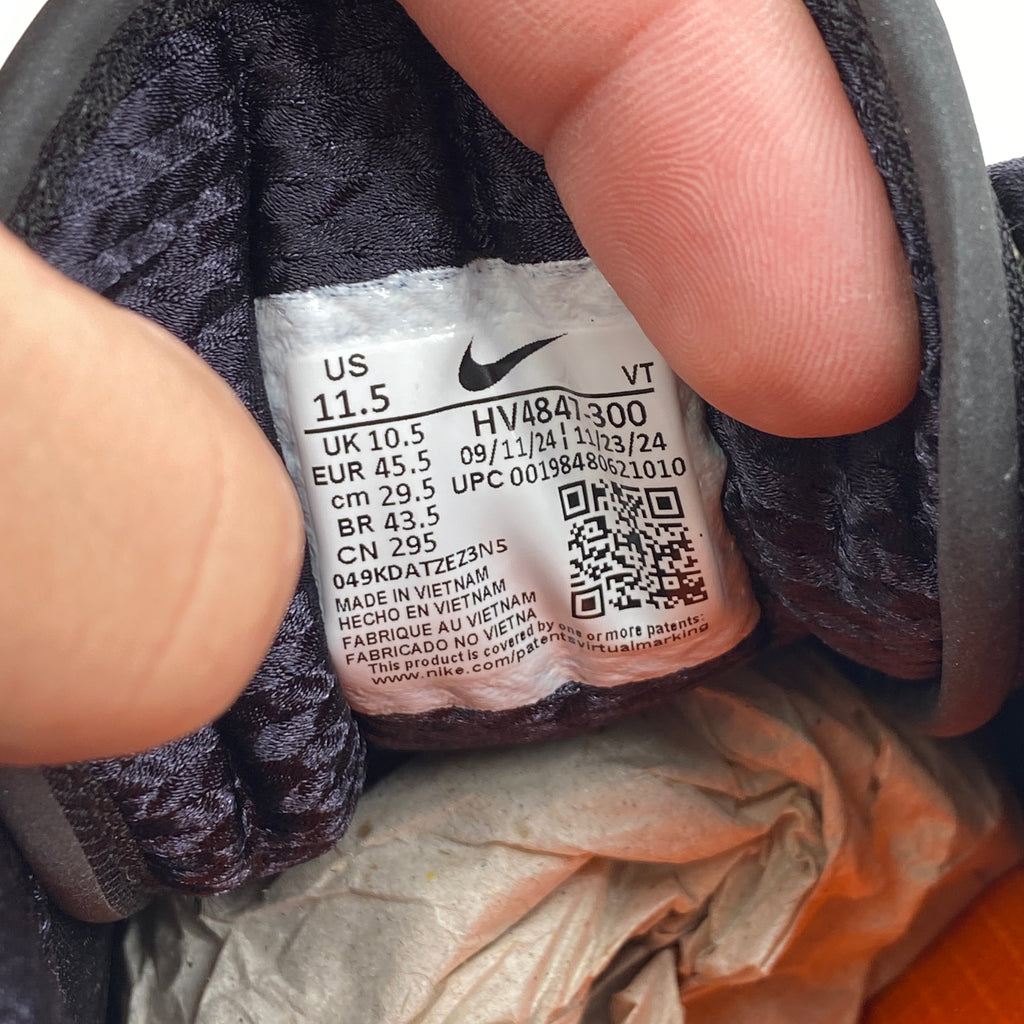 US
11.5
VT
UK 10.5
EUR 45.5
cm 29.5
BR 43.5
CN 295
HV4847-300
09/11/24 | 11/23/24
UPC 00198480621010
049KDATZEZ3N5
MADE IN VIETNAM
HECHO EN VIETNAM
FABRIQUE AU VIETNAM
FABRICADO NO VIETNA
This product is covered by one or more patents:
www.nike.com/patentsvirtualmarking